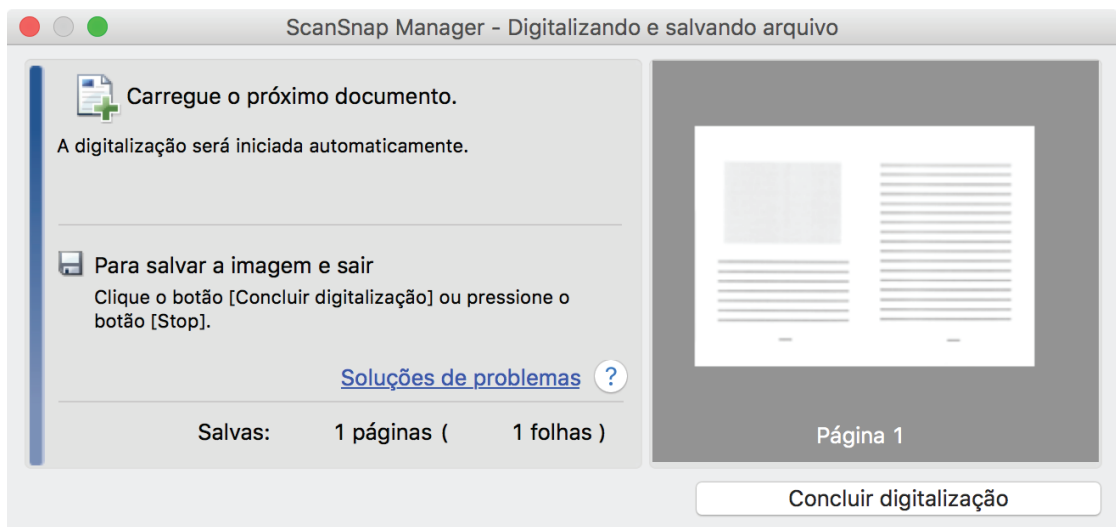 ScanSnap Manager - Digitalizando e salvando arquivo
Carregue o próximo documento.
A digitalização será iniciada automaticamente.
Para salvar a imagem e sair
Clique o botão [Concluir digitalização] ou pressione o
botão [Stop].
Soluções de problemas ?
Salvas: 1 páginas ( 1 folhas )
Página 1
Concluir digitalização